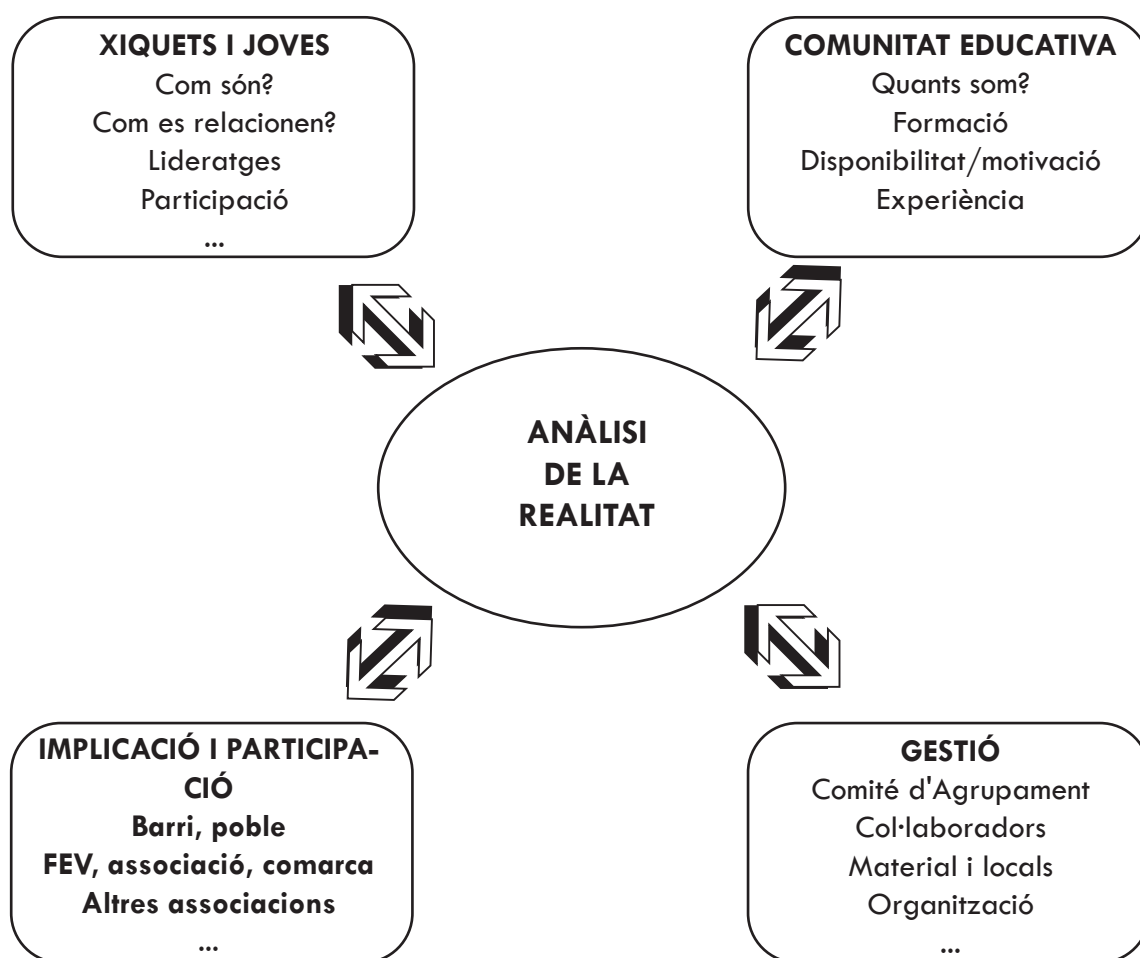 XIQUETS I JOVES
Com són?
Com es relacionen?
Lideratges
Participació
...
COMUNITAT EDUCATIVA
Quants som?
Formació
Disponibilitat/motivació
Experiència
ANÀLISI
DE LA
REALITAT
IMPLICACIÓ I PARTICIPA-
CIÓ
Barri, poble
FEV, associació, comarca
Altres associacions
...
GESTIÓ
Comité d'Agrupament
Col·laboradors
Material i locals
Organització
...